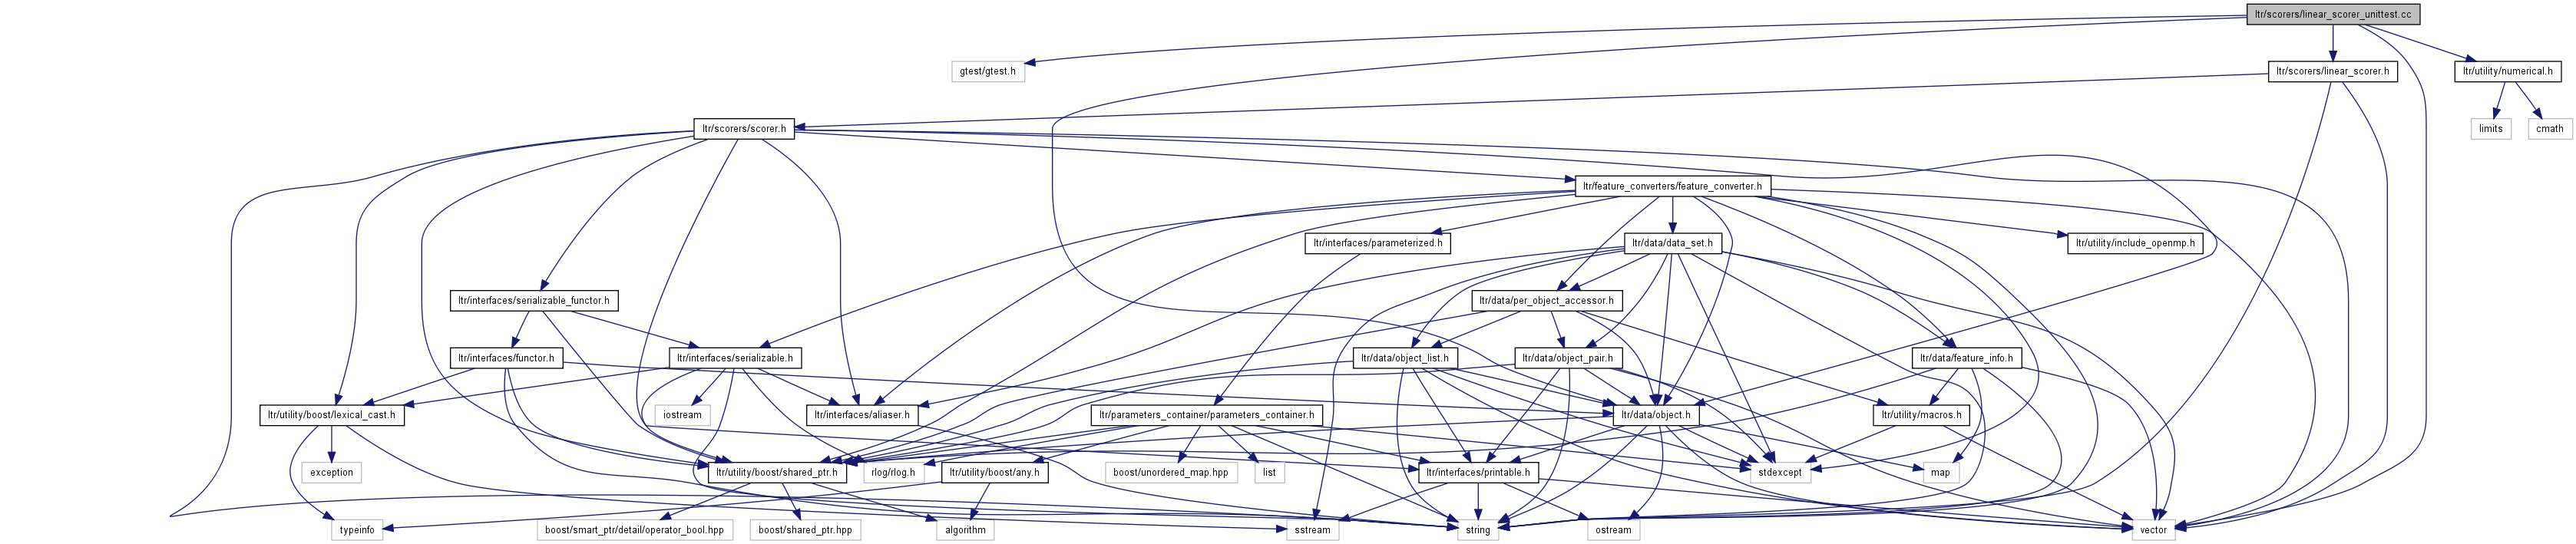 ltr/scorers/linear_scorer_unittest.cc
gtest/gtest.h
ltr/scorers/linear_scorer.h
ltr/utility/numerical.h
ltr/scorers/scorer.h
limits
cmath
ltr/feature_converters/feature_converter.h
ltr/interfaces/parameterized.h
ltr/data/data_set.h
ltr/utility/include_openmp.h
ltr/interfaces/serializable_functor.h
ltr/data/per_object_accessor.h
ltr/interfaces/functor.h
ltr/interfaces/serializable.h
ltr/data/object_list.h
ltr/data/object_pair.h
ltr/data/feature_info.h
ltr/utility/boost/lexical_cast.h
iostream
ltr/interfaces/aliaser.h
ltr/parameters_container/parameters_container.h
ltr/data/object.h
ltr/utility/macros.h
exception
ltr/utility/boost/shared_ptr.h
rlog/rlog.h
ltr/utility/boost/any.h
boost/unordered_map.hpp
list
ltr/interfaces/printable.h
stdexcept
map
typeinfo
boost/smart_ptr/detail/operator_bool.hpp
boost/shared_ptr.hpp
algorithm
sstream
string
ostream
vector